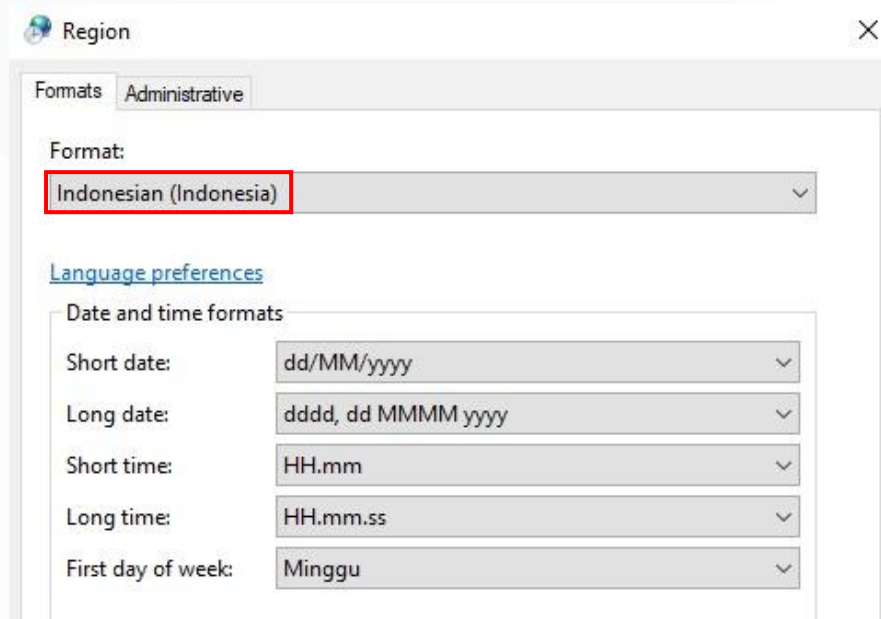 Region
Formats
Administrative
Format:
Indonesian (Indonesia)
Language preferences
Date and time formats
Short date: dd/MM/yyyy
Long date: dddd, dd MMMM yyyy
Short time: HH.mm
Long time: HH.mm.ss
First day of week: Minggu